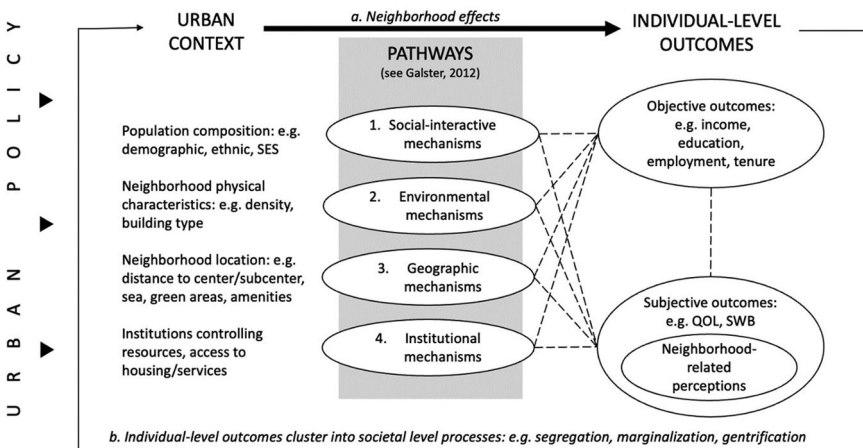 URBAN POLICY
a. Neighborhood effects
URBAN
CONTEXT
INDIVIDUAL-LEVEL
OUTCOMES
PATHWAYS
(see Galster, 2012)
Population composition: e.g.
demographic, ethnic, SES
Neighborhood physical
characteristics: e.g. density,
building type
Neighborhood location: e.g.
distance to center/subcenter,
sea, green areas, amenities
Institutions controlling
resources, access to
housing/services
1. Social-interactive
mechanisms
2. Environmental
mechanisms
3. Geographic
mechanisms
4. Institutional
mechanisms
Objective outcomes:
e.g. income,
education,
employment, tenure
Subjective outcomes:
e.g. QOL, SWB
Neighborhood-
related
perceptions
b. Individual-level outcomes cluster into societal level processes: e.g. segregation, marginalization, gentrification